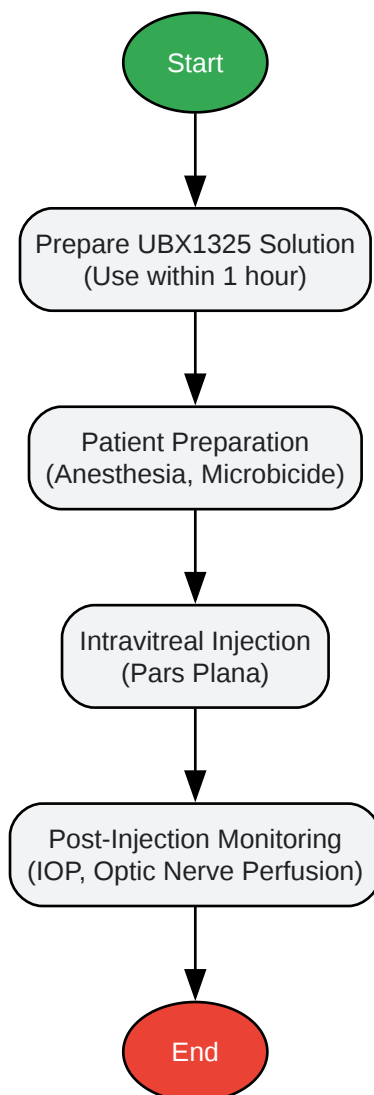 Start
Prepare UBX1325 Solution
(Use within 1 hour)
Patient Preparation
(Anesthesia, Microbicide)
Intravitreal Injection
(Pars Plana)
Post-Injection Monitoring
(IOP, Optic Nerve Perfusion)
End